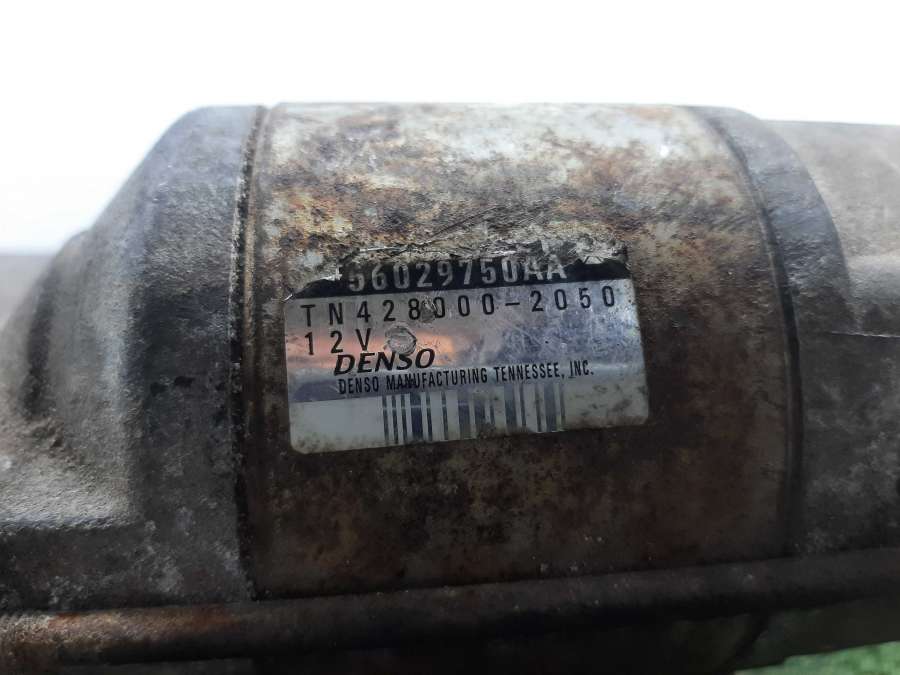 56029750AA
TN428000-2050
12V
DENSO
DENSO MANUFACTURING TENNESSEE, INC.